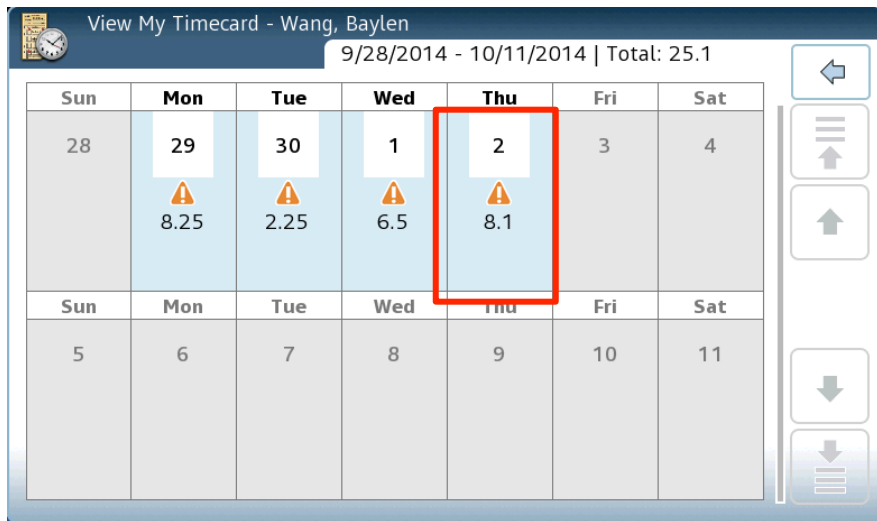 View My Timecard - Wang, Baylen
9/28/2014 - 10/11/2014 | Total: 25.1
Sun Mon Tue Wed Thu Fri Sat
28 29 30 1 2 3 4
8.25 2.25 6.5 8.1
Sun Mon Tue Wed Thu Fri Sat
5 6 7 8 9 10 11